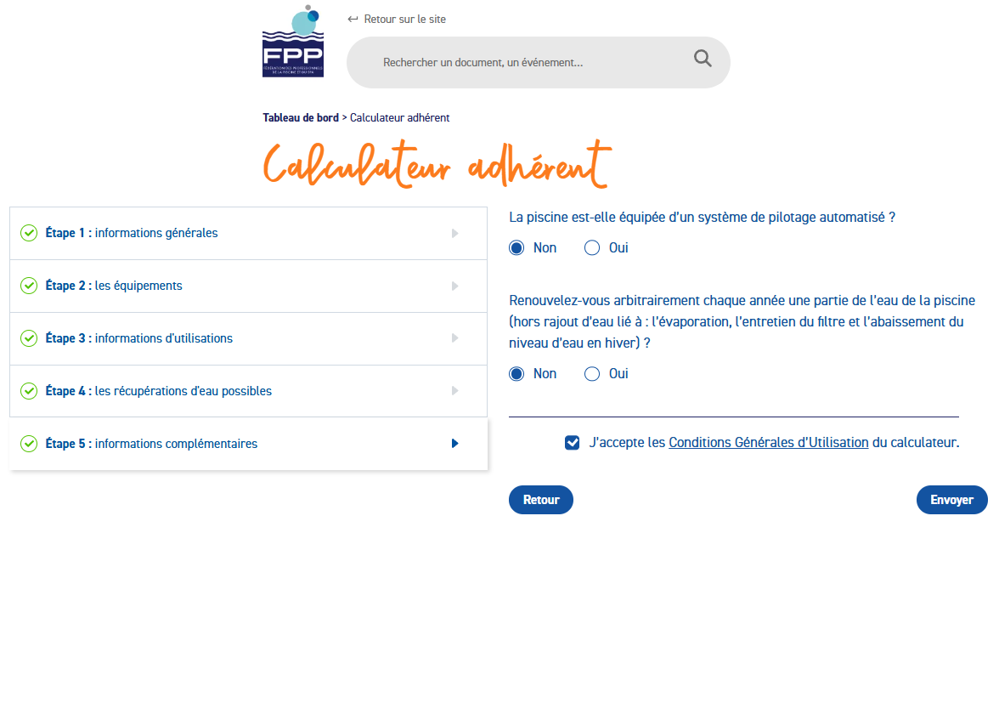 Retour sur le site
FPP
FÉDÉRATION DES PROFESSIONNELS
DE LA PISCINE ET DU SPA
Rechercher un document, un événement...
Tableau de bord > Calculateur adhérent
Calculateur adhérent
Étape 1 : informations générales
Étape 2 : les équipements
Étape 3 : informations d'utilisations
Étape 4 : les récupérations d'eau possibles
Étape 5 : informations complémentaires
La piscine est-elle équipée d’un système de pilotage automatisé ?
Non Oui
Renouvelez-vous arbitrairement chaque année une partie de l’eau de la piscine
(hors rajout d’eau lié à : l’évaporation, l’entretien du filtre et l’abaissement du
niveau d’eau en hiver) ?
Non Oui
J’accepte les Conditions Générales d’Utilisation du calculateur.
Retour Envoyer